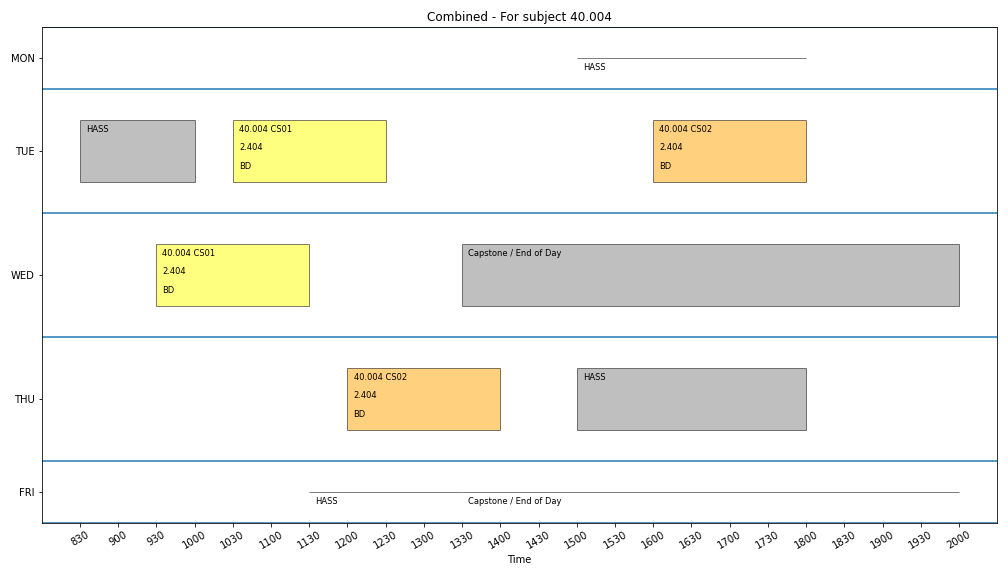 Combined - For subject 40.004
MON
HASS
TUE
HASS
40.004 CS01
2.404
BD
40.004 CS02
2.404
BD
WED
40.004 CS01
2.404
BD
Capstone / End of Day
THU
40.004 CS02
2.404
BD
HASS
FRI
HASS
Capstone / End of Day
830 900 930 1000 1030 1100 1130 1200 1230 1300 1330 1400 1430 1500 1530 1600 1630 1700 1730 1800 1830 1900 1930 2000
Time